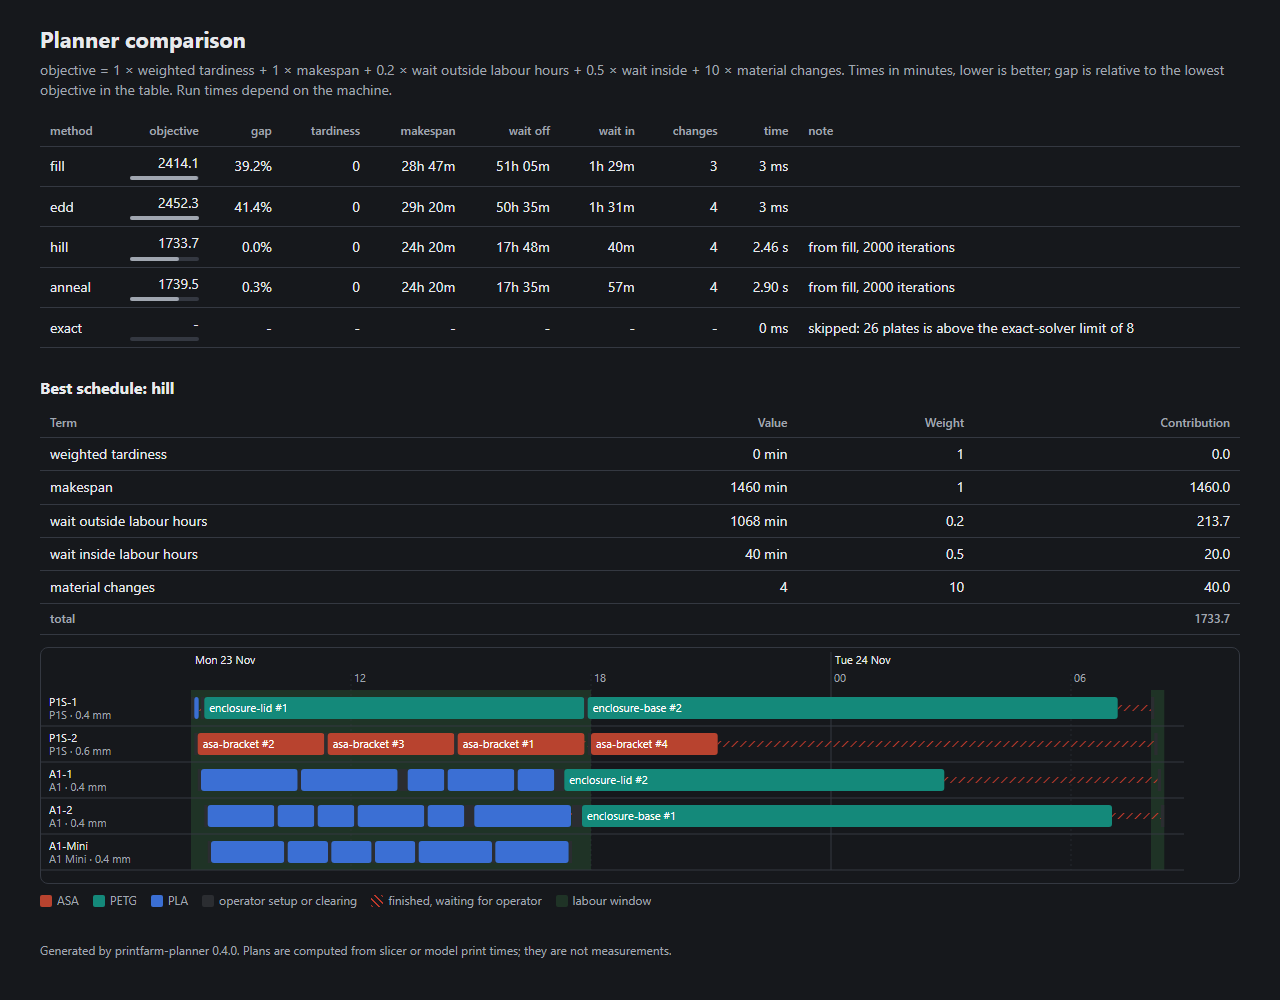 Planner comparison
objective = 1 × weighted tardiness + 1 × makespan + 0.2 × wait outside labour hours + 0.5 × wait inside + 10 × material changes. Times in minutes, lower is better; gap is relative to the lowest
objective in the table. Run times depend on the machine.
method objective gap tardiness makespan wait off wait in changes time note
fill 2414.1 39.2% 0 28h 47m 51h 05m 1h 29m 3 3 ms
edd 2452.3 41.4% 0 29h 20m 50h 35m 1h 31m 4 3 ms
hill 1733.7 0.0% 0 24h 20m 17h 48m 40m 4 2.46 s from fill, 2000 iterations
anneal 1739.5 0.3% 0 24h 20m 17h 35m 57m 4 2.90 s from fill, 2000 iterations
exact - - - - - - - 0 ms skipped: 26 plates is above the exact-solver limit of 8
Best schedule: hill
Term Value Weight Contribution
weighted tardiness 0 min 1 0.0
makespan 1460 min 1 1460.0
wait outside labour hours 1068 min 0.2 213.7
wait inside labour hours 40 min 0.5 20.0
material changes 4 10 40.0
total 1733.7
Mon 23 Nov Tue 24 Nov
12 18 00 06
P1S-1 enclosure-lid #1 enclosure-base #2
P1S · 0.4 mm
P1S-2 asa-bracket #2 asa-bracket #3 asa-bracket #1 asa-bracket #4
P1S · 0.6 mm
A1-1 enclosure-lid #2
A1 · 0.4 mm
A1-2 enclosure-base #1
A1 · 0.4 mm
A1-Mini
A1 Mini · 0.4 mm
ASA PETG PLA operator setup or clearing finished, waiting for operator labour window
Generated by printfarm-planner 0.4.0. Plans are computed from slicer or model print times; they are not measurements.